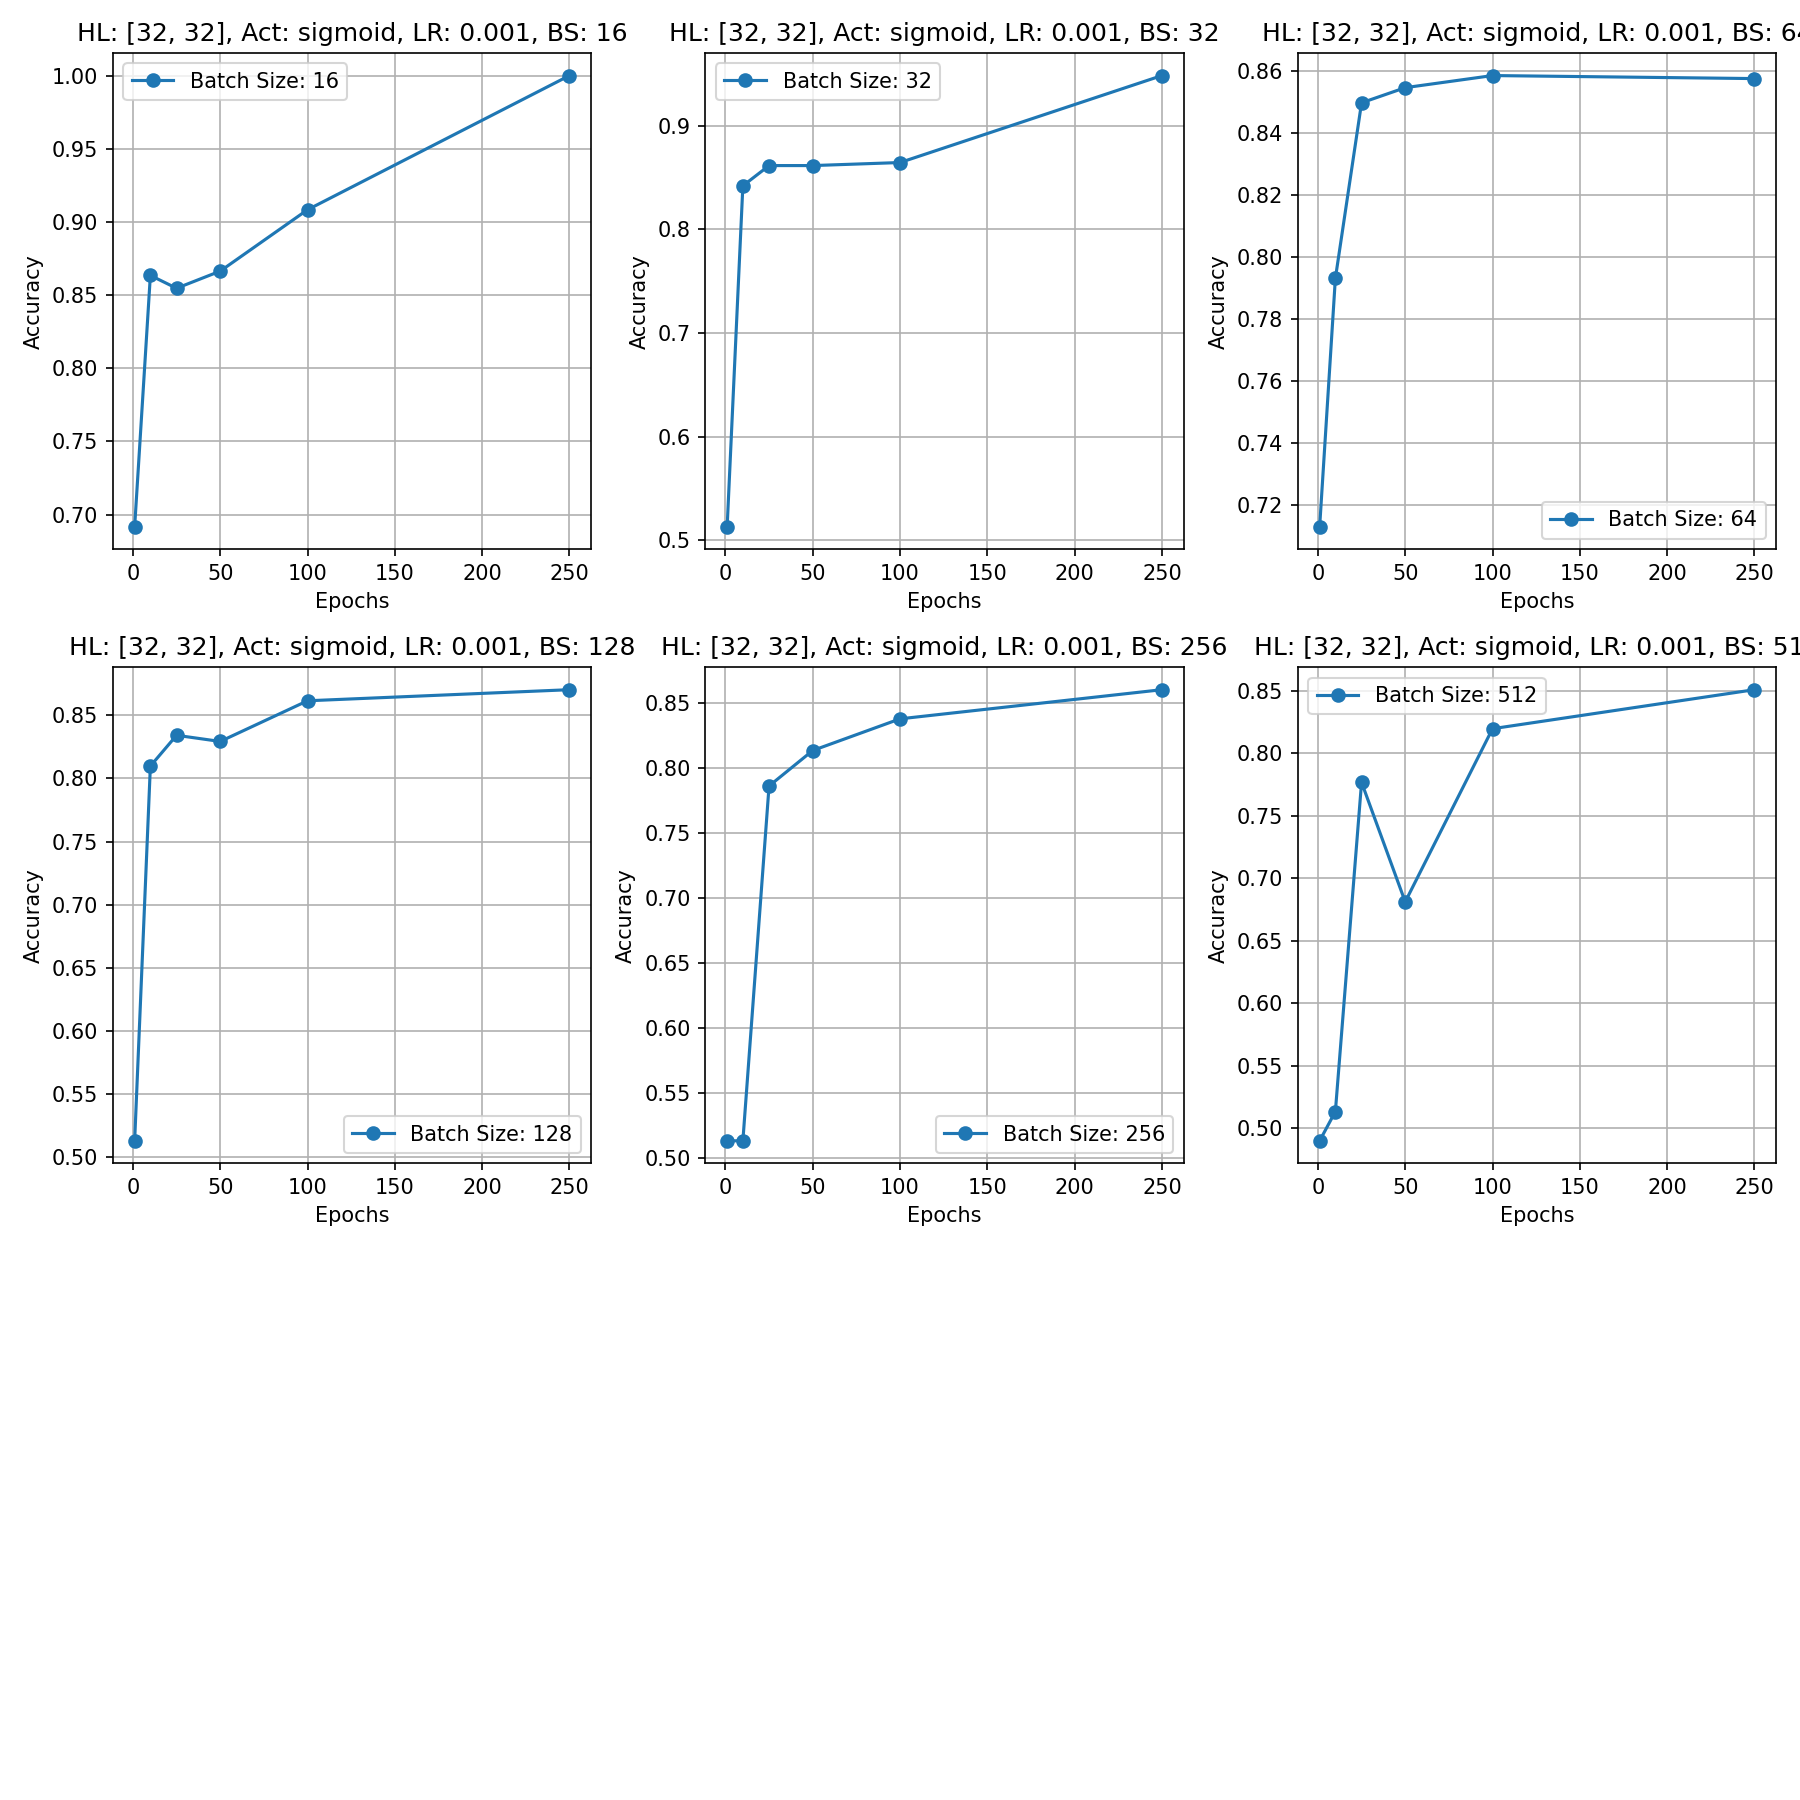 HL: [32, 32], Act: sigmoid, LR: 0.001, BS: 16
Batch Size: 16
1.00
0.95
0.90
0.85
0.80
0.75
0.70
Accuracy
0 50 100 150 200 250
Epochs
HL: [32, 32], Act: sigmoid, LR: 0.001, BS: 32
Batch Size: 32
0.9
0.8
0.7
0.6
0.5
Accuracy
0 50 100 150 200 250
Epochs
HL: [32, 32], Act: sigmoid, LR: 0.001, BS: 64
0.86
0.84
0.82
0.80
0.78
0.76
0.74
0.72
Accuracy
Batch Size: 64
0 50 100 150 200 250
Epochs
HL: [32, 32], Act: sigmoid, LR: 0.001, BS: 128
0.85
0.80
0.75
0.70
0.65
0.60
0.55
0.50
Accuracy
Batch Size: 128
0 50 100 150 200 250
Epochs
HL: [32, 32], Act: sigmoid, LR: 0.001, BS: 256
0.85
0.80
0.75
0.70
0.65
0.60
0.55
0.50
Accuracy
Batch Size: 256
0 50 100 150 200 250
Epochs
HL: [32, 32], Act: sigmoid, LR: 0.001, BS: 51
Batch Size: 512
0.85
0.80
0.75
0.70
0.65
0.60
0.55
0.50
Accuracy
0 50 100 150 200 250
Epochs